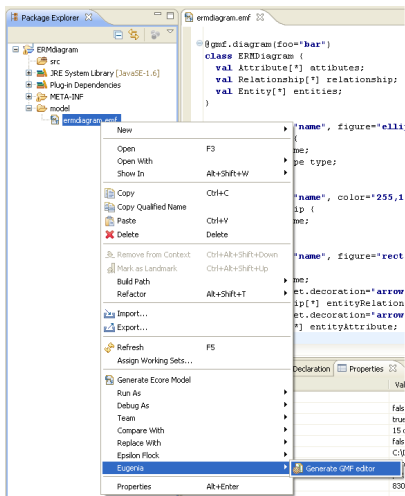 Package Explorer
ermdiagram.emf
ERMdiagram
src
JRE System Library [JavaSE-1.6]
Plug-in Dependencies
META-INF
model
ermdiagram.emf
@gmf.diagram(foo="bar")
class ERMDiagram {
val Attribute[*] attibutes;
val Relationship[*] relationship;
val Entity[*] entities;
}
"name", figure="elli
{
me;
pe type;
"name", color="255,1
ip {
me;
"name", figure="rect
me;
et.decoration="arrow
ip[*] entityRelation
et.decoration="arrow
*] entityAttribute;
New
Open F3
Open With
Show In Alt+Shift+W
Copy Ctrl+C
Copy Qualified Name
Paste Ctrl+V
Delete Delete
Remove from Context Ctrl+Alt+Shift+Down
Mark as Landmark Ctrl+Alt+Shift+Up
Build Path
Refactor Alt+Shift+T
Import...
Export...
Refresh F5
Assign Working Sets...
Generate Ecore Model
Run As
Debug As
Team
Compare With
Replace With
Epsilon Flock
Eugenia
Generate GMF editor
Properties Alt+Enter
Declaration Properties
Val
fals
true
15 c
fals
C:\D
830